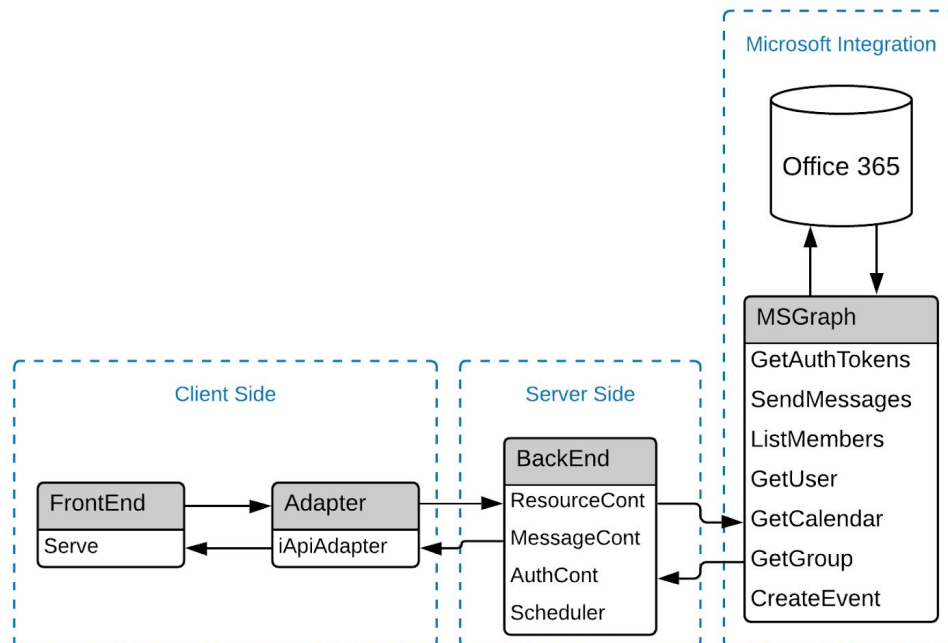 Microsoft Integration
Office 365
MSGraph
GetAuthTokens
SendMessages
ListMembers
GetUser
GetCalendar
GetGroup
CreateEvent
Client Side
FrontEnd
Serve
Adapter
iApiAdapter
Server Side
BackEnd
ResourceCont
MessageCont
AuthCont
Scheduler